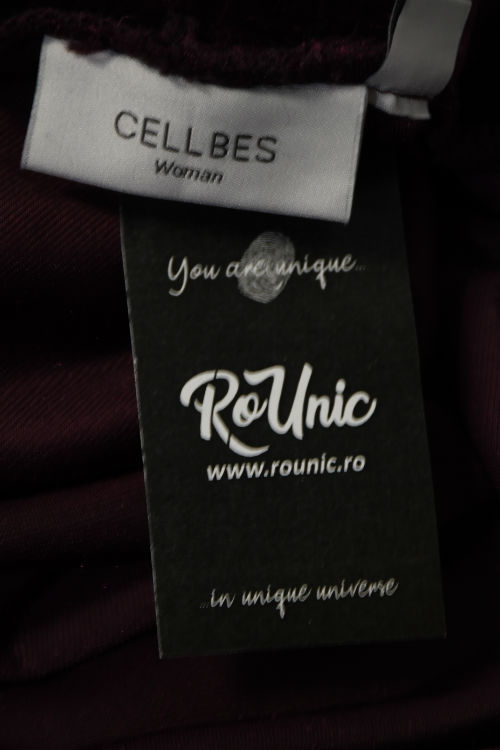 CELLBES
Woman
You are unique...
RoUnic
www.rounic.ro
...in unique universe